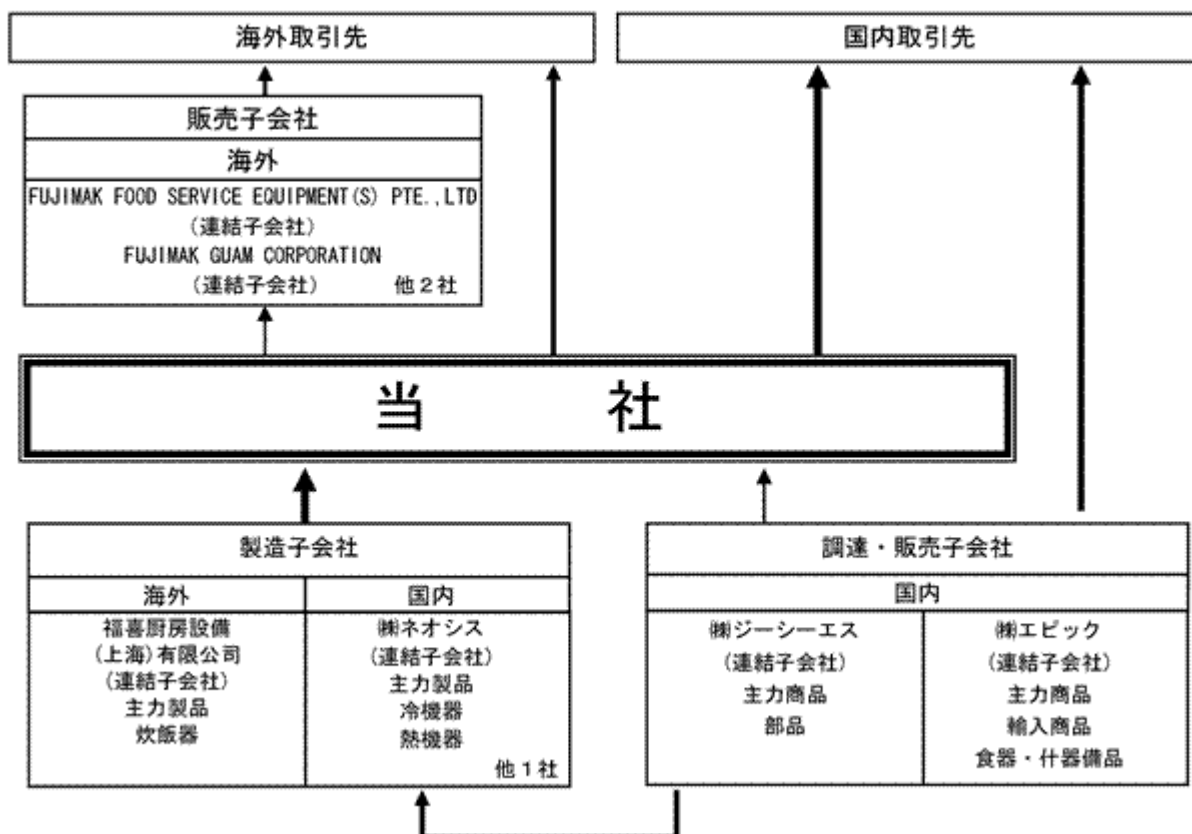 海外取引先
国内取引先
販売子会社
海外
FUJIMAK FOOD SERVICE EQUIPMENT(S) PTE.,LTD
(連結子会社)
FUJIMAK GUAM CORPORATION
(連結子会社) 他2社
当 社
製造子会社
海外
福喜厨房設備
(上海)有限公司
(連結子会社)
主力製品
炊飯器
国内
㈱ネオシス
(連結子会社)
主力製品
冷機器
熱機器
他1社
調達・販売子会社
国内
㈱ジーシーエス
(連結子会社)
主力商品
部品
㈱エピック
(連結子会社)
主力商品
輸入商品
食器・什器備品